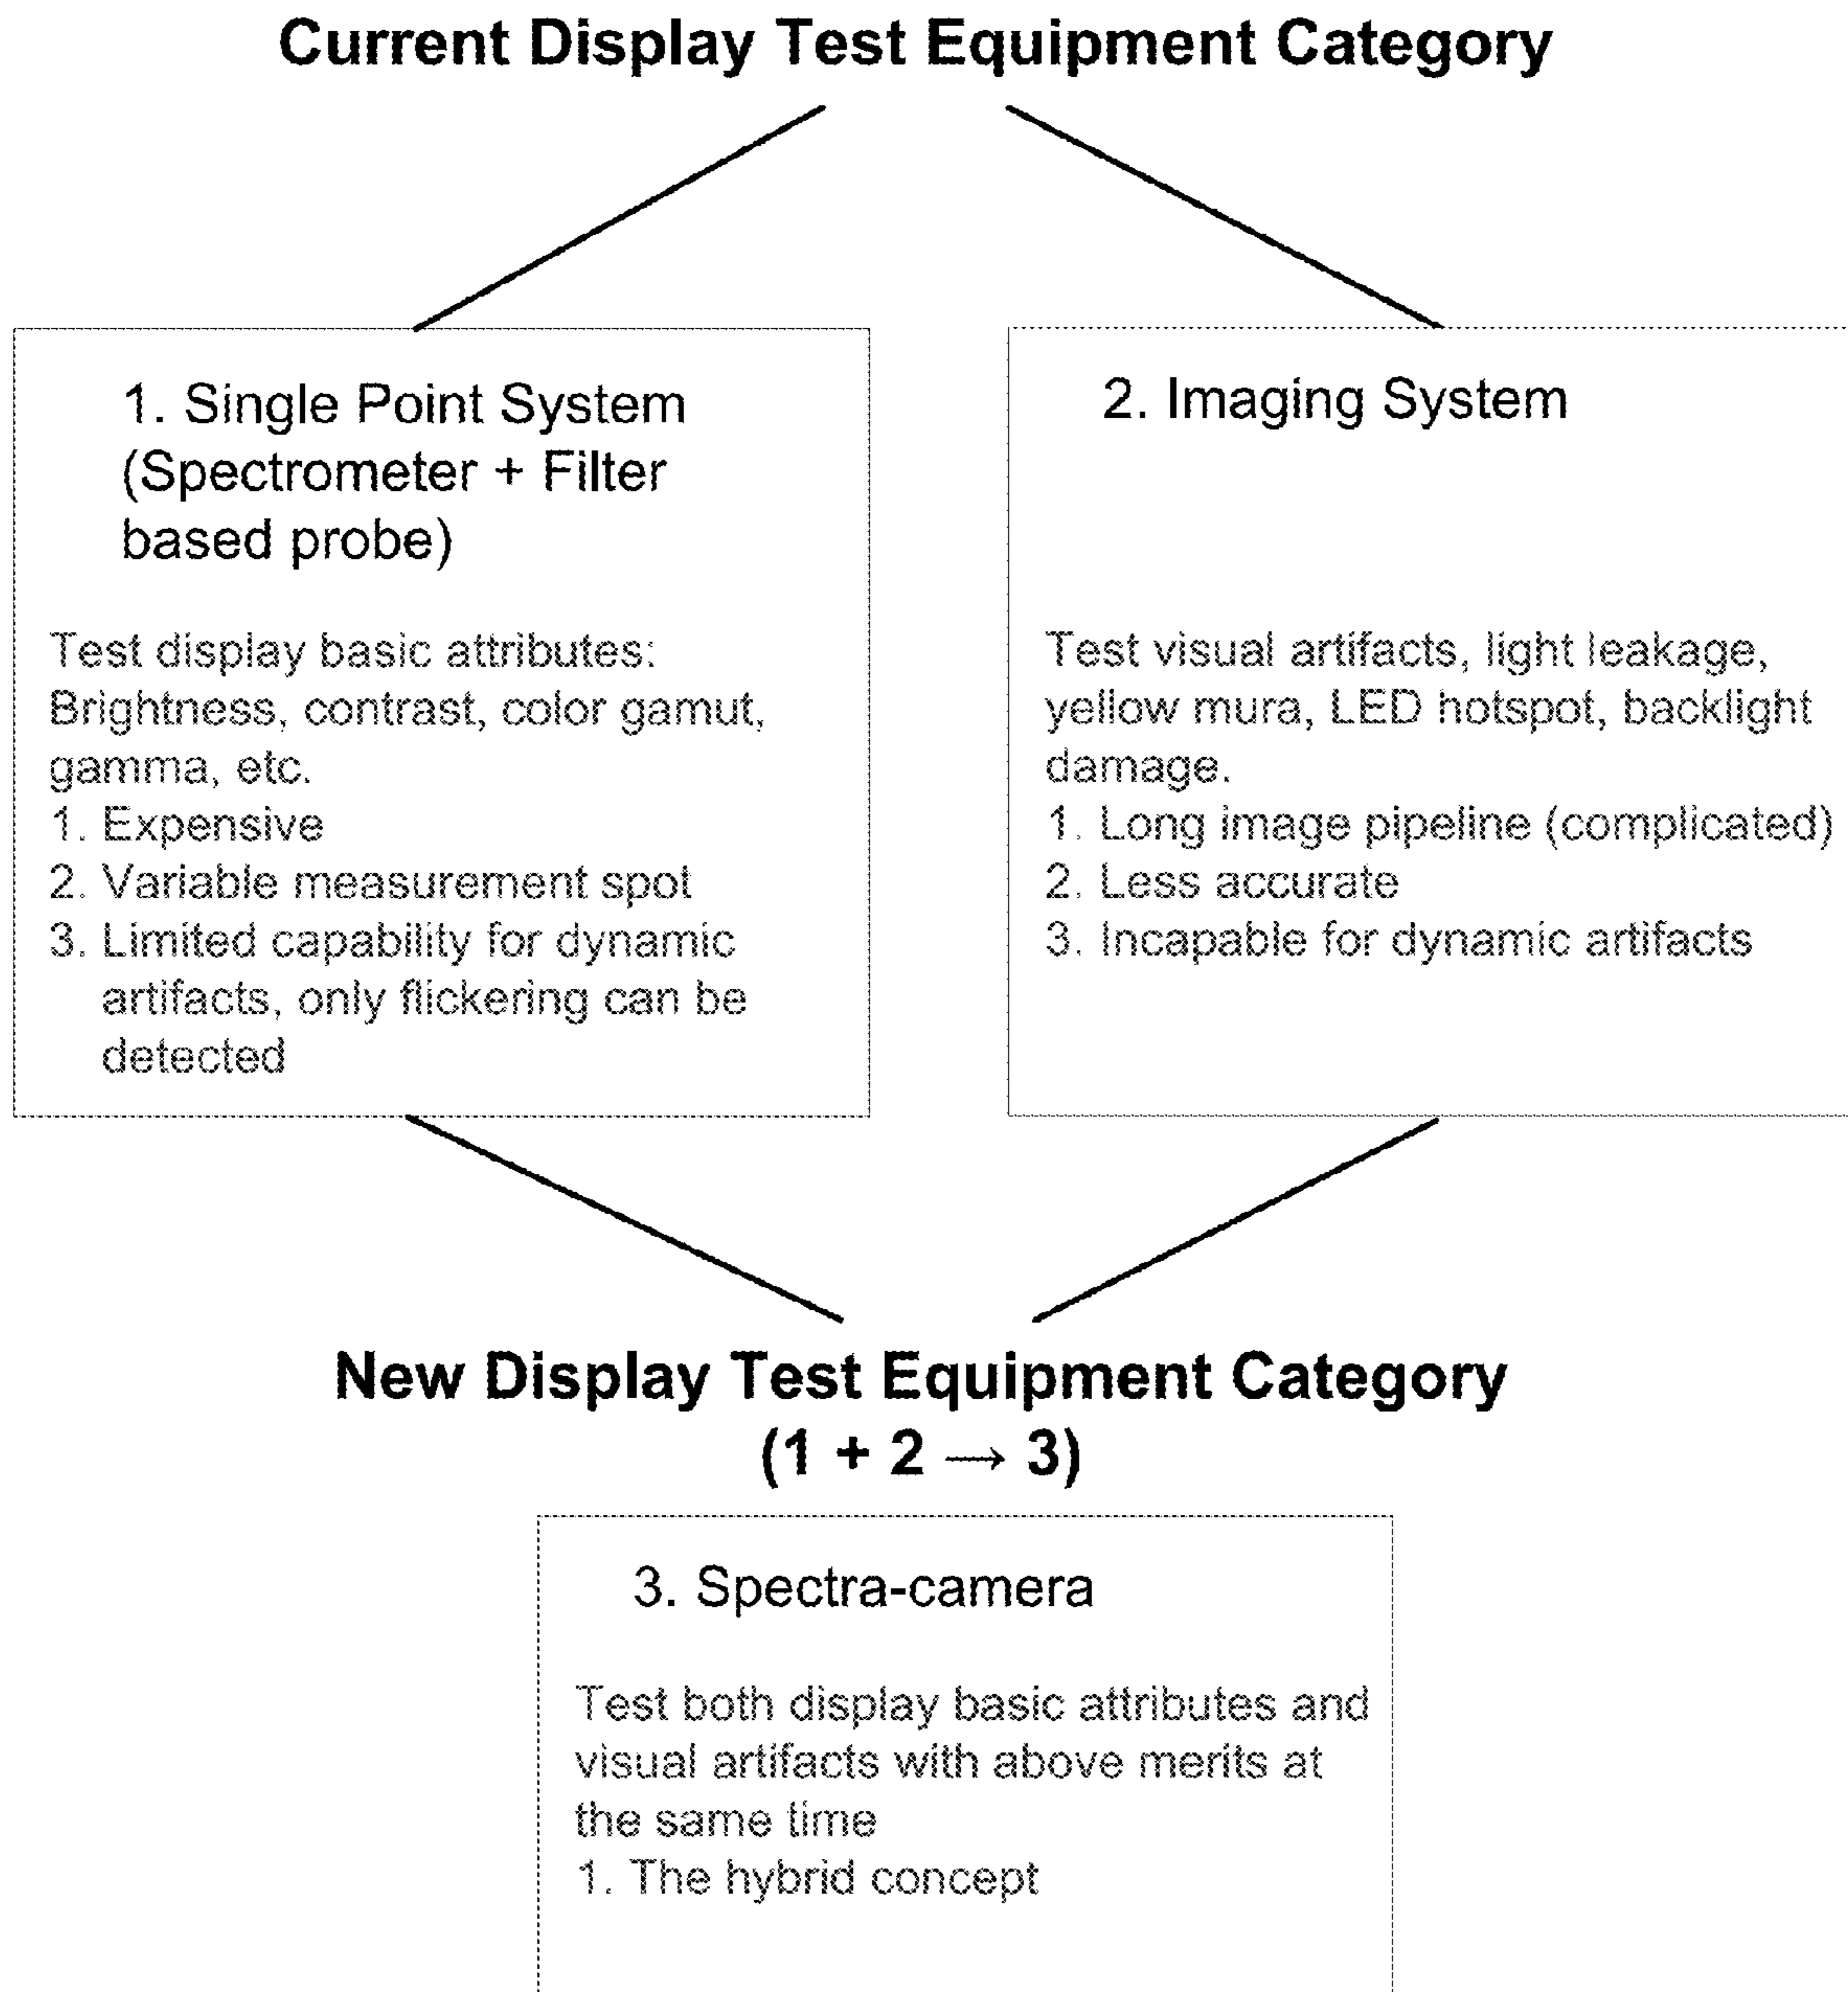 Current Display Test Equipment Category
1. Single Point System
(Spectrometer + Filter
based probe)
Test display basic attributes:
Brightness, contrast, color gamut,
gamma, etc.
1. Expensive
2. Variable measurement spot
3. Limited capability for dynamic
artifacts, only flickering can be
detected
2. Imaging System
Test visual artifacts, light leakage,
yellow mura, LED hotspot, backlight
damage.
1. Long image pipeline (complicated)
2. Less accurate
3. Incapable for dynamic artifacts
New Display Test Equipment Category
(1 + 2 → 3)
3. Spectra-camera
Test both display basic attributes and
visual artifacts with above merits at
the same time
1. The hybrid concept